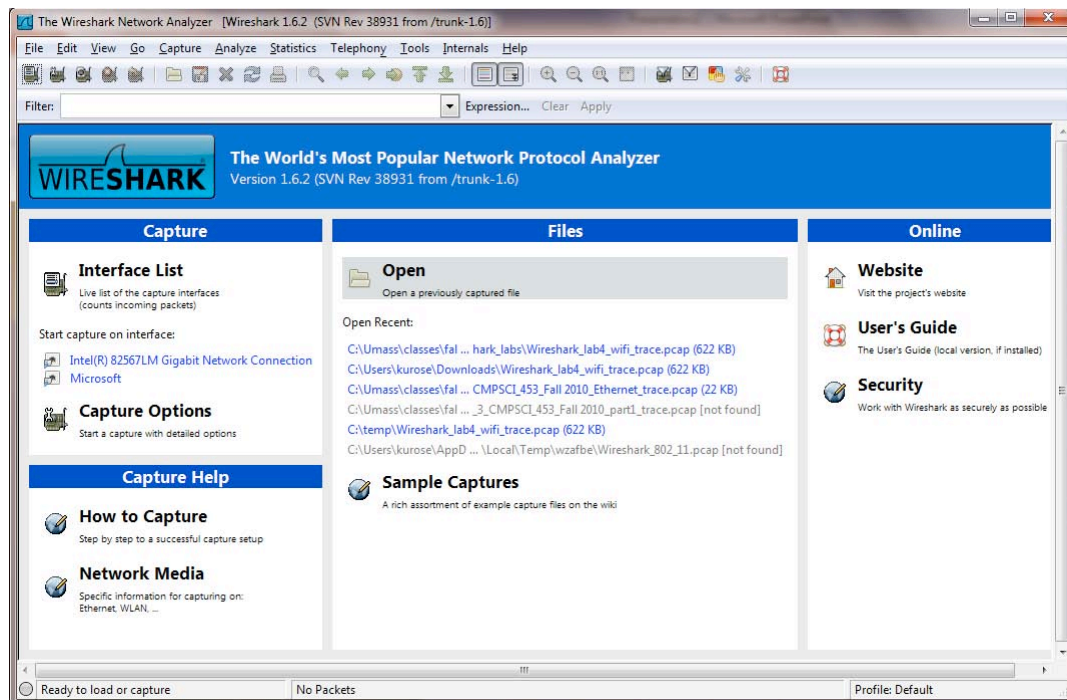 The Wireshark Network Analyzer [Wireshark 1.6.2 (SVN Rev 38931 from /trunk-1.6)]
File Edit View Go Capture Analyze Statistics Telephony Tools Internals Help
Filter: Expression... Clear Apply
WIRESHARK
The World's Most Popular Network Protocol Analyzer
Version 1.6.2 (SVN Rev 38931 from /trunk-1.6)
Capture
Interface List
Live list of the capture interfaces
(counts incoming packets)
Start capture on interface:
Intel(R) 82567LM Gigabit Network Connection
Microsoft
Capture Options
Start a capture with detailed options
Capture Help
How to Capture
Step by step to a successful capture setup
Network Media
Specific information for capturing on:
Ethernet, WLAN, ...
Files
Open
Open a previously captured file
Open Recent:
C:\Umass\classes\fal ... hark_labs\Wireshark_lab4_wifi_trace.pcap (622 KB)
C:\Users\kurose\Downloads\Wireshark_lab4_wifi_trace.pcap (622 KB)
C:\Umass\classes\fal ... CMPSCI_453_Fall 2010_Ethernet_trace.pcap (22 KB)
C:\Umass\classes\fal ... _3_CMPSCI_453_Fall 2010_part1_trace.pcap [not found]
C:\temp\Wireshark_lab4_wifi_trace.pcap (622 KB)
C:\Users\kurose\AppD ... \Local\Temp\wzafbe\Wireshark_802_11.pcap [not found]
Sample Captures
A rich assortment of example capture files on the wiki
Online
Website
Visit the project's website
User's Guide
The User's Guide (local version, if installed)
Security
Work with Wireshark as securely as possible
Ready to load or capture
No Packets
Profile: Default